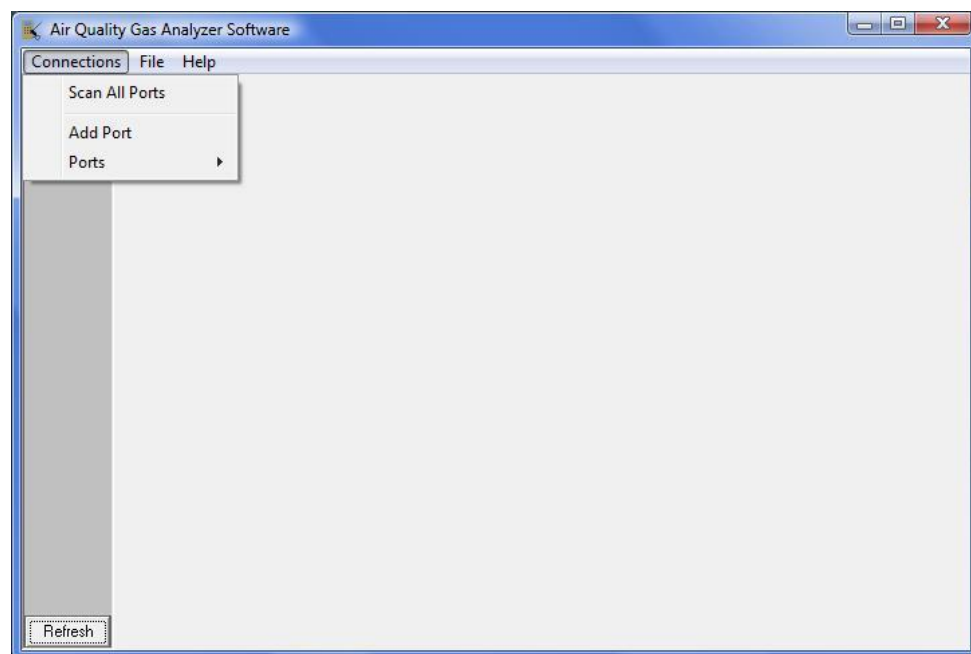 Air Quality Gas Analyzer Software
Connections File Help
Scan All Ports
Add Port
Ports
Refresh